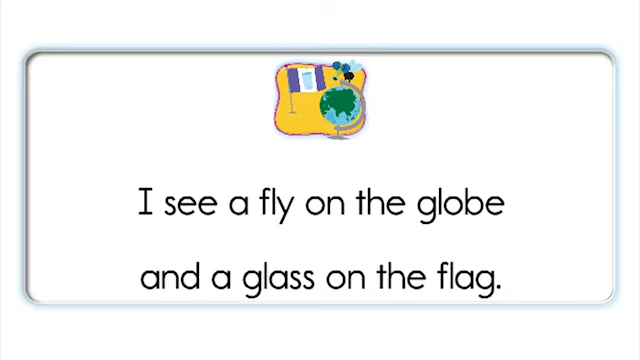 I see a fly on the globe
and a glass on the flag.